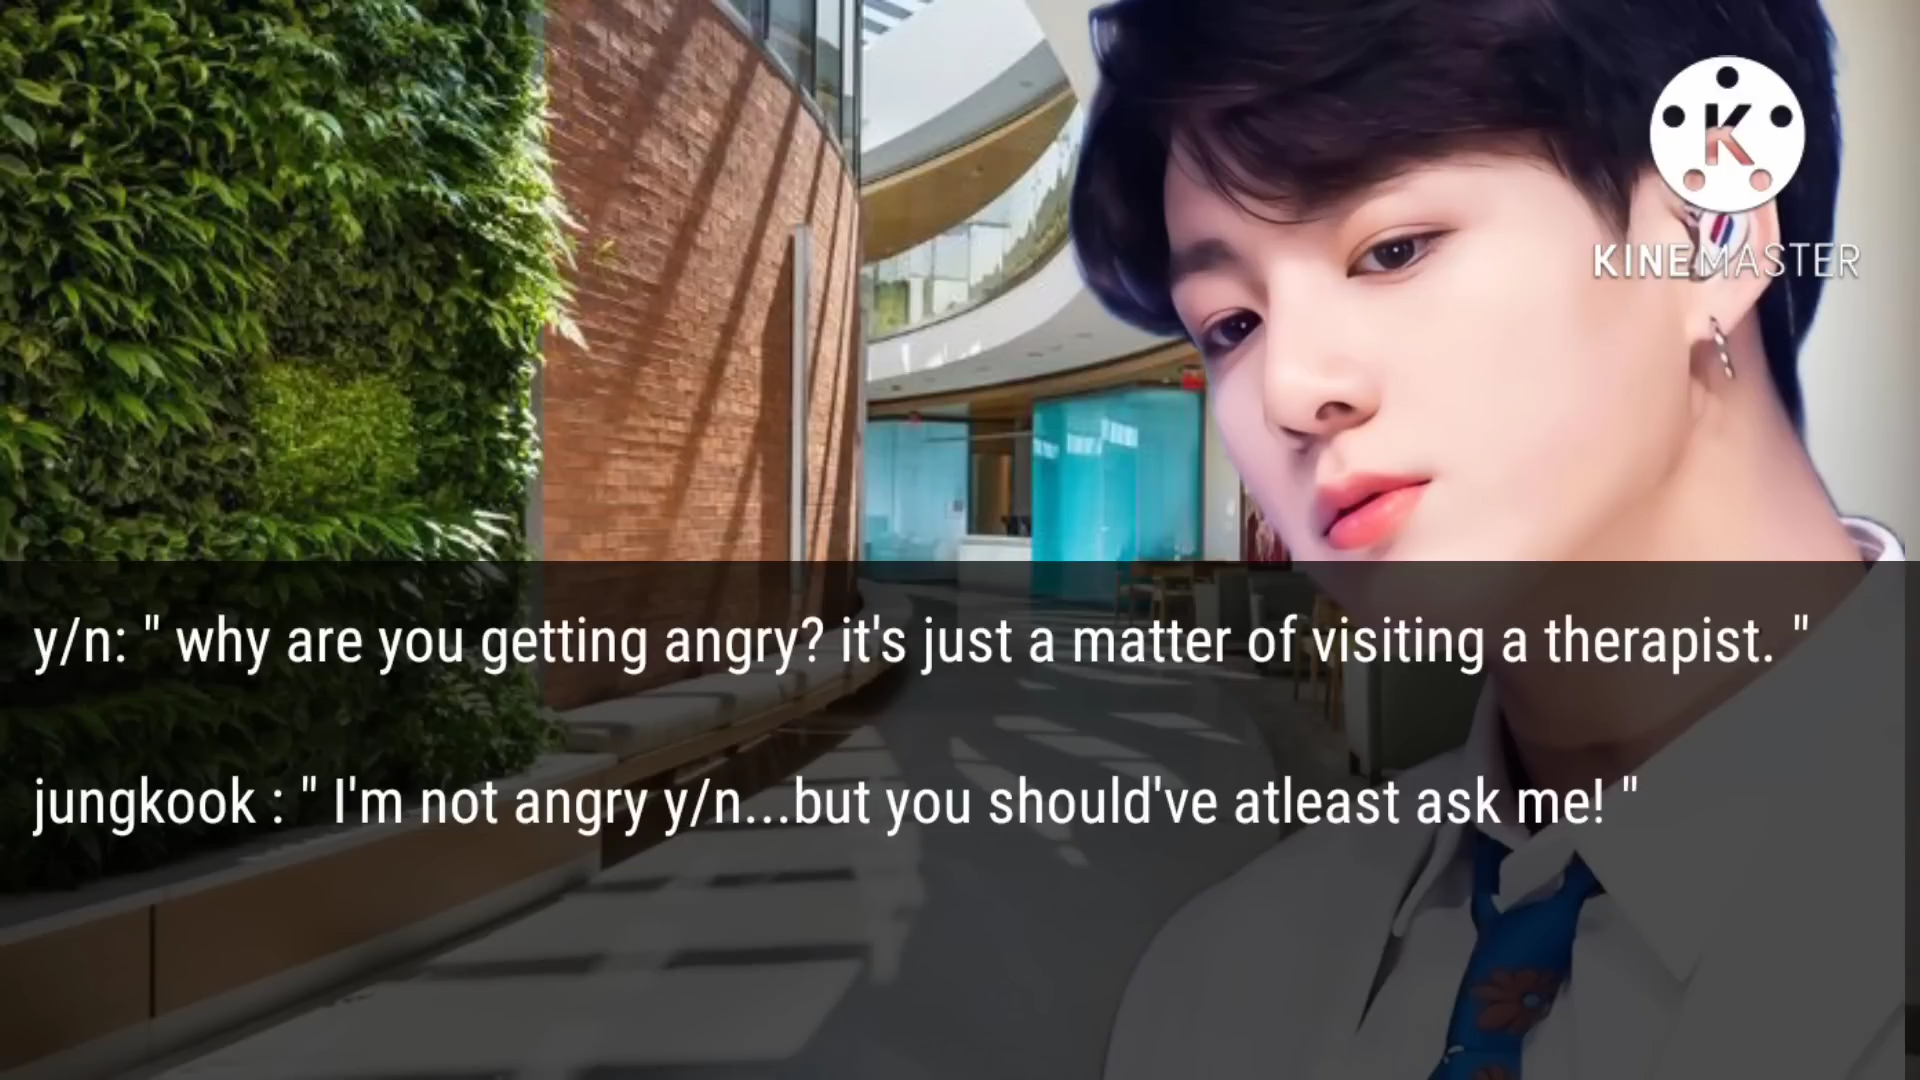 K
KINEMASTER
y/n: " why are you getting angry? it's just a matter of visiting a therapist. "
jungkook : " I'm not angry y/n...but you should've atleast ask me! "